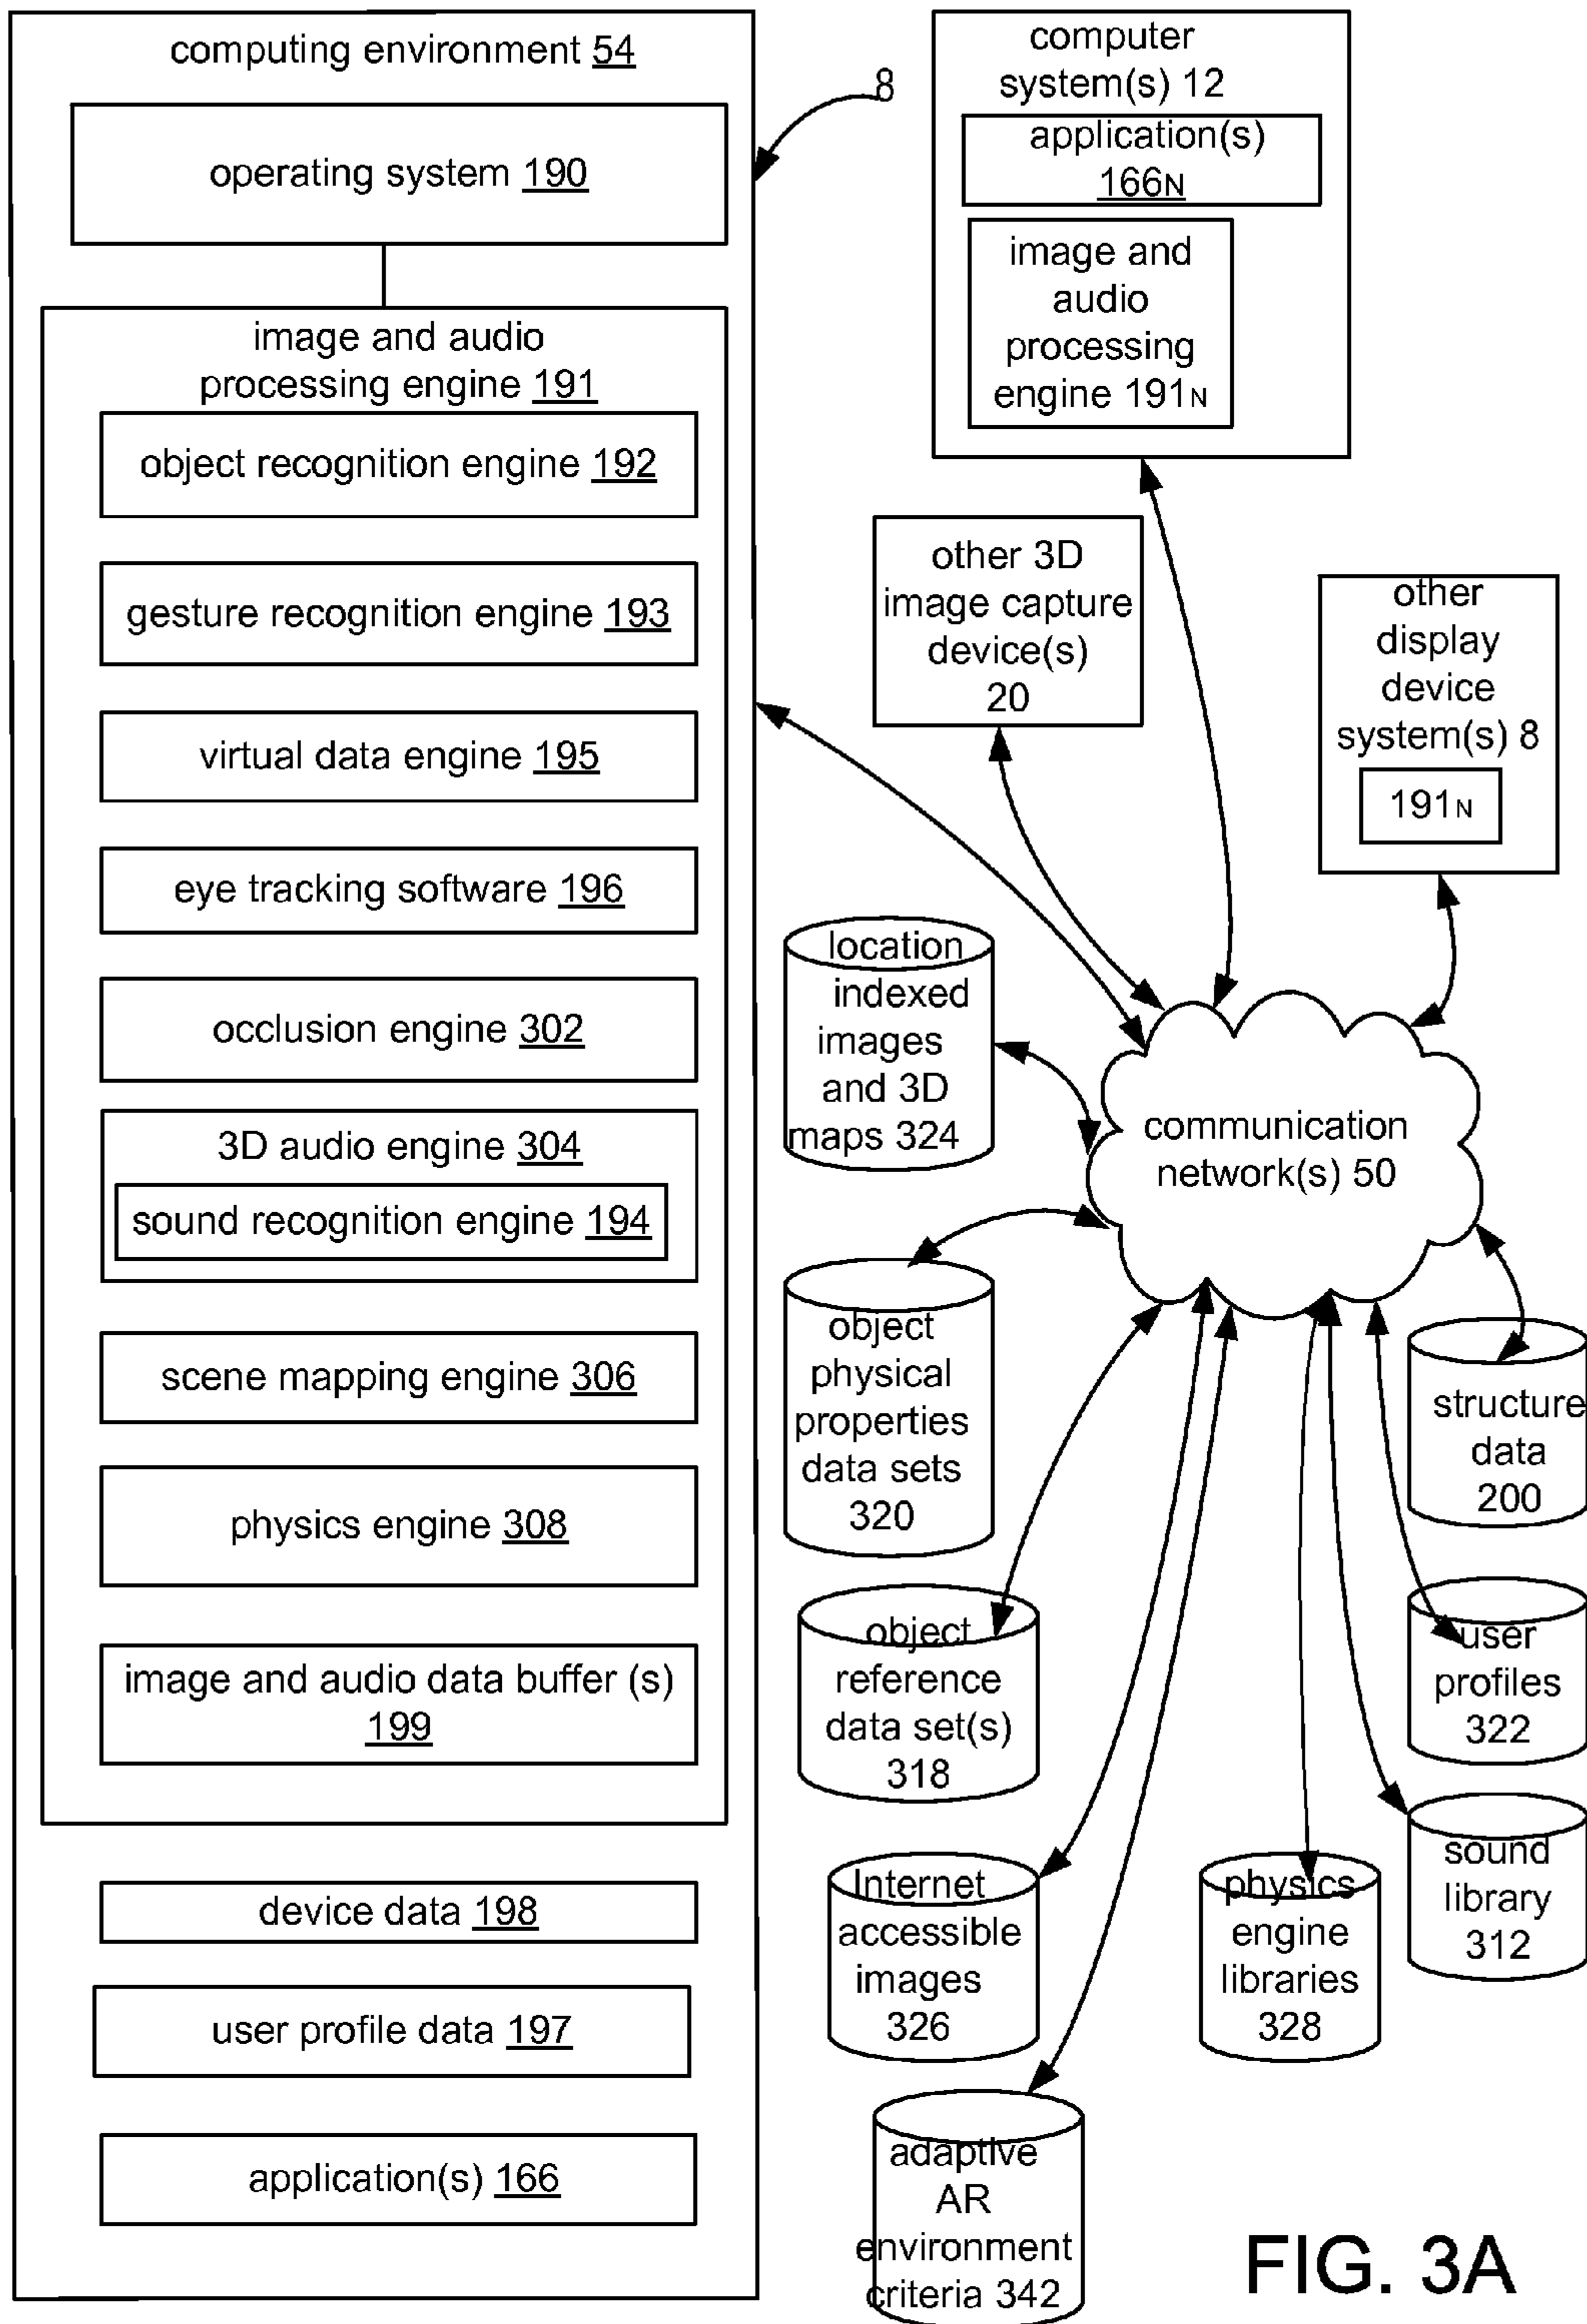 computing environment 54
operating system 190
image and audio
processing engine 191
object recognition engine 192
gesture recognition engine 193
virtual data engine 195
eye tracking software 196
occlusion engine 302
3D audio engine 304
sound recognition engine 194
scene mapping engine 306
physics engine 308
image and audio data buffer (s)
199
device data 198
user profile data 197
application(s) 166
8
computer
system(s) 12
application(s)
166N
image and
audio
processing
engine 191N
other 3D
image capture
device(s)
20
other
display
device
system(s) 8
191N
location
indexed
images
and 3D
maps 324
communication
network(s) 50
object
physical
properties
data sets
320
structure
data
200
object
reference
data set(s)
318
user
profiles
322
Internet
accessible
images
326
physics
engine
libraries
328
sound
library
312
adaptive
AR
environment
criteria 342
FIG. 3A